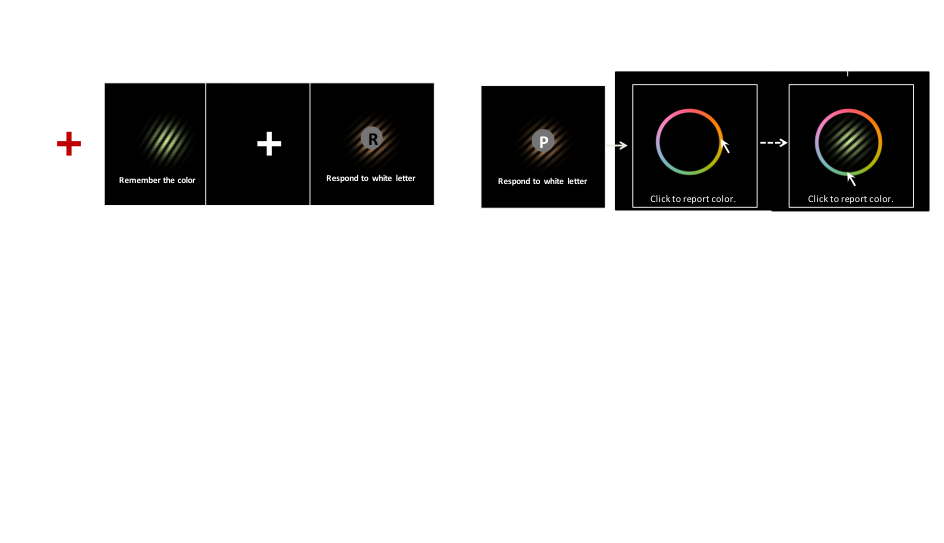 Remember the color
R
Respond to white letter
P
Respond to white letter
Click to report color.
Click to report color.